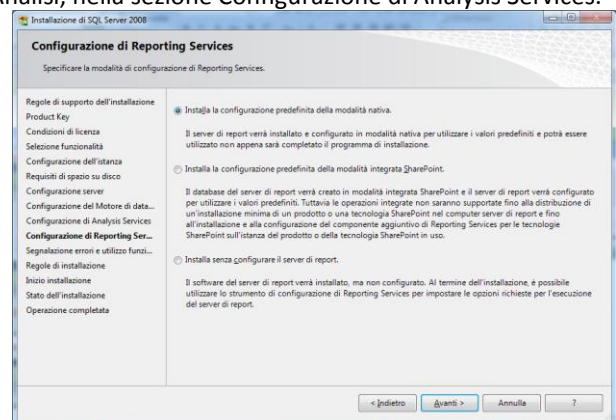 Analisi, nella sezione Configurazione di Analysis Services.
Installazione di SQL Server 2008
Configurazione di Reporting Services
Specificare la modalità di configurazione di Reporting Services.
Regole di supporto dell'installazione
Product Key
Condizioni di licenza
Selezione funzionalità
Configurazione dell'istanza
Requisiti di spazio su disco
Configurazione server
Configurazione del Motore di data...
Configurazione di Analysis Services
Configurazione di Reporting Ser...
Segnalazione errori e utilizzo funzi...
Regole di installazione
Inizio installazione
Stato dell'installazione
Operazione completata
Installa la configurazione predefinita della modalità nativa.
Il server di report verrà installato e configurato in modalità nativa per utilizzare i valori predefiniti e potrà essere
utilizzato non appena sarà completato il programma di installazione.
Installa la configurazione predefinita della modalità integrata SharePoint.
Il database del server di report verrà creato in modalità integrata SharePoint e il server di report verrà configurato
per utilizzare i valori predefiniti. Tuttavia le operazioni integrate non saranno supportate fino alla distribuzione di
un'installazione minima di un prodotto o una tecnologia SharePoint nel computer server di report e fino
all'installazione e alla configurazione del componente aggiuntivo di Reporting Services per le tecnologie
SharePoint sull'istanza del prodotto o della tecnologia SharePoint in uso.
Installa senza configurare il server di report.
Il software del server di report verrà installato, ma non configurato. Al termine dell'installazione, è possibile
utilizzare lo strumento di configurazione di Reporting Services per impostare le opzioni richieste per l'esecuzione
del server di report.
< Indietro
Avanti >
Annulla
?